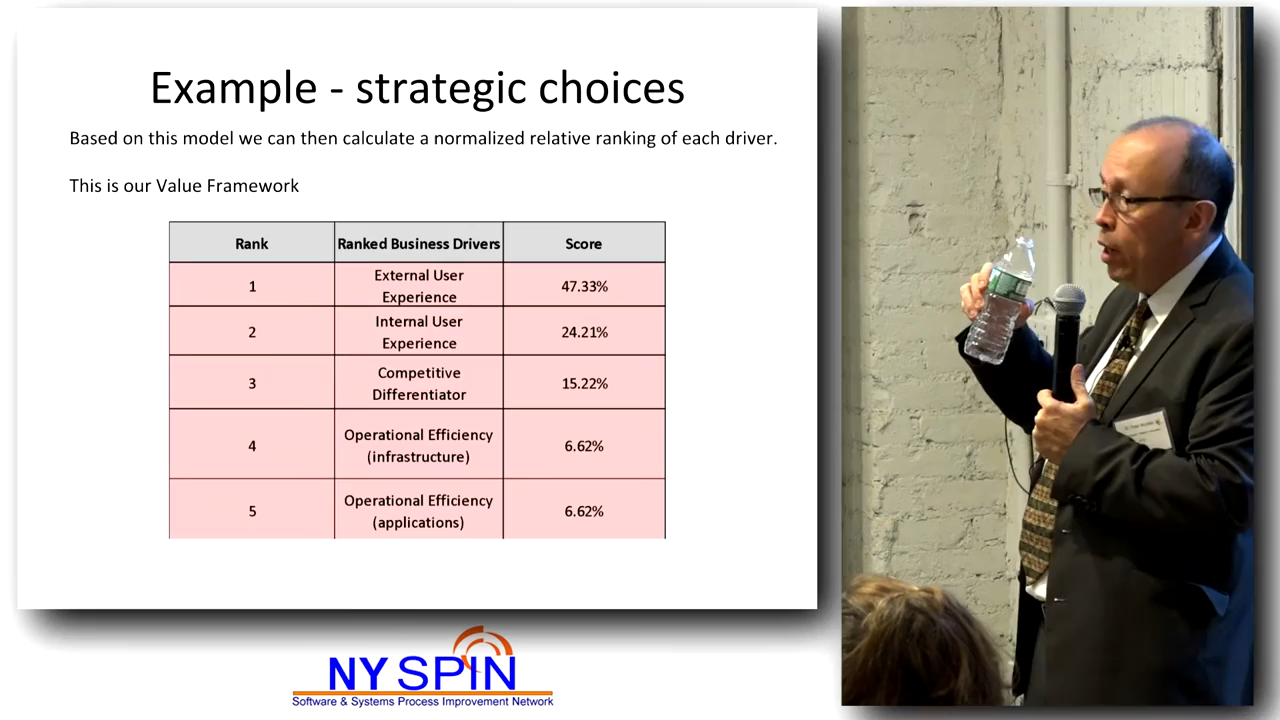 Example - strategic choices
Based on this model we can then calculate a normalized relative ranking of each driver.
This is our Value Framework
Rank Ranked Business Drivers Score
1 External User Experience 47.33%
2 Internal User Experience 24.21%
3 Competitive Differentiator 15.22%
4 Operational Efficiency (infrastructure) 6.62%
5 Operational Efficiency (applications) 6.62%
NY SPIN
Software & Systems Process Improvement Network